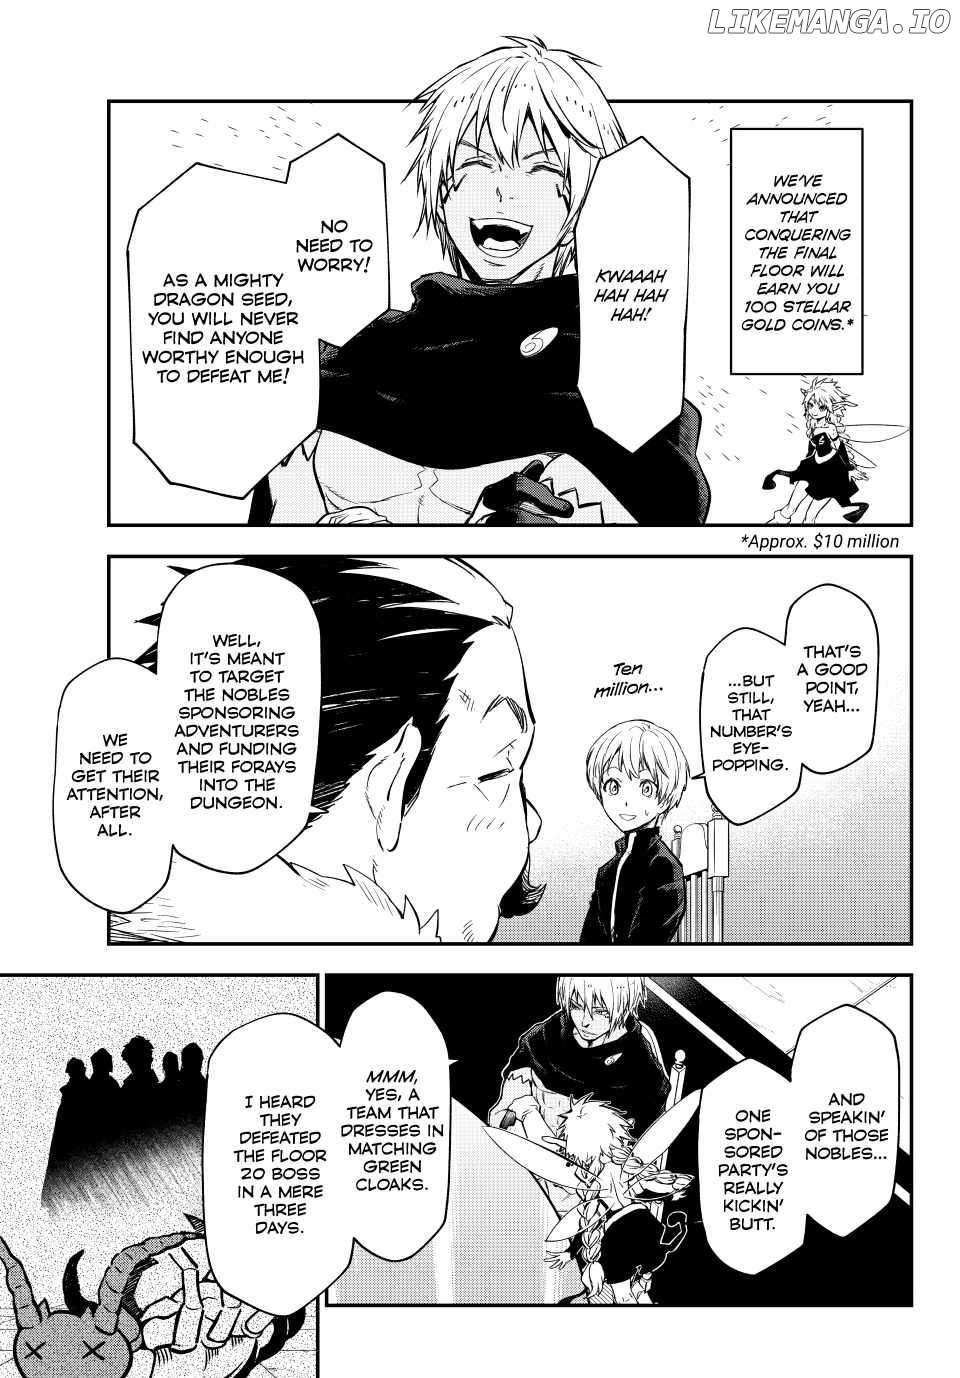 LIKEMANGA.IO
WE'VE
ANNOUNCED
THAT
CONQUERING
THE FINAL
FLOOR WILL
EARN YOU
100 STELLAR
GOLD COINS.*
KWAAAH
HAH HAH
HAH!
NO
NEED TO
WORRY!
AS A MIGHTY
DRAGON SEED,
YOU WILL NEVER
FIND ANYONE
WORTHY ENOUGH
TO DEFEAT ME!
*Approx. $10 million
THAT'S
A GOOD
POINT,
YEAH...
...BUT
STILL,
THAT
NUMBER'S
EYE-
POPPING.
Ten
million...
WELL,
IT'S MEANT
TO TARGET
THE NOBLES
SPONSORING
ADVENTURERS
AND FUNDING
THEIR FORAYS
INTO THE
DUNGEON.
WE
NEED TO
GET THEIR
ATTENTION,
AFTER
ALL.
AND
SPEAKIN'
OF THOSE
NOBLES...
ONE
SPON-
SORED
PARTY'S
REALLY
KICKIN'
BUTT.
MMM,
YES, A
TEAM THAT
DRESSES IN
MATCHING
GREEN
CLOAKS.
I HEARD
THEY
DEFEATED
THE FLOOR
20 BOSS
IN A MERE
THREE
DAYS.